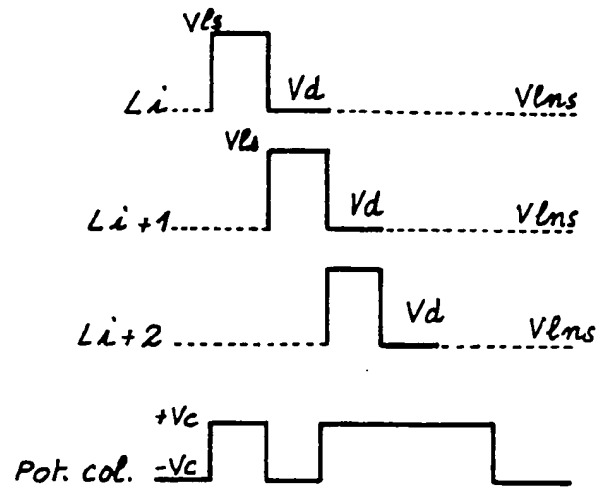 Vls
Li Vd Vlns
Vls
Li+1 Vd Vlns
Li+2 Vd Vlns
+Vc
Pot. col. -Vc